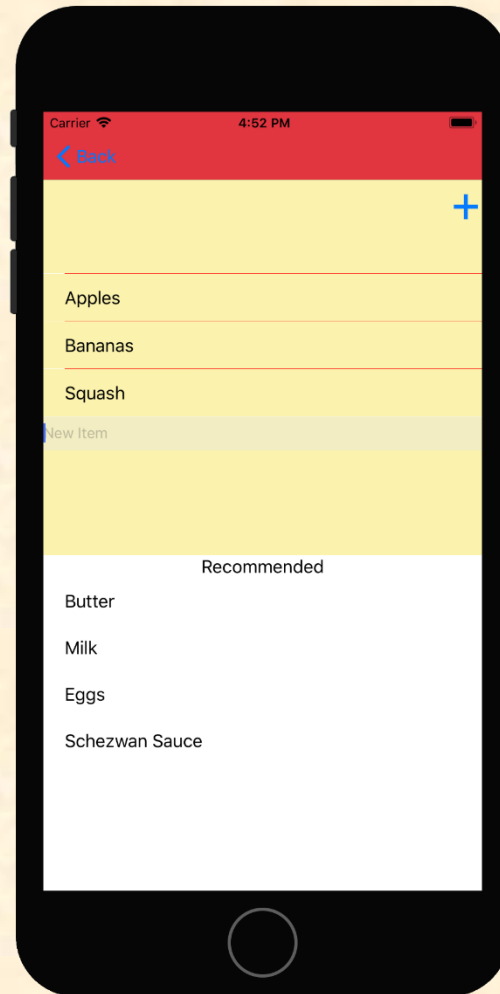 Carrier 4:52 PM
Back
+
Apples
Bananas
Squash
New Item
Recommended
Butter
Milk
Eggs
Schezwan Sauce